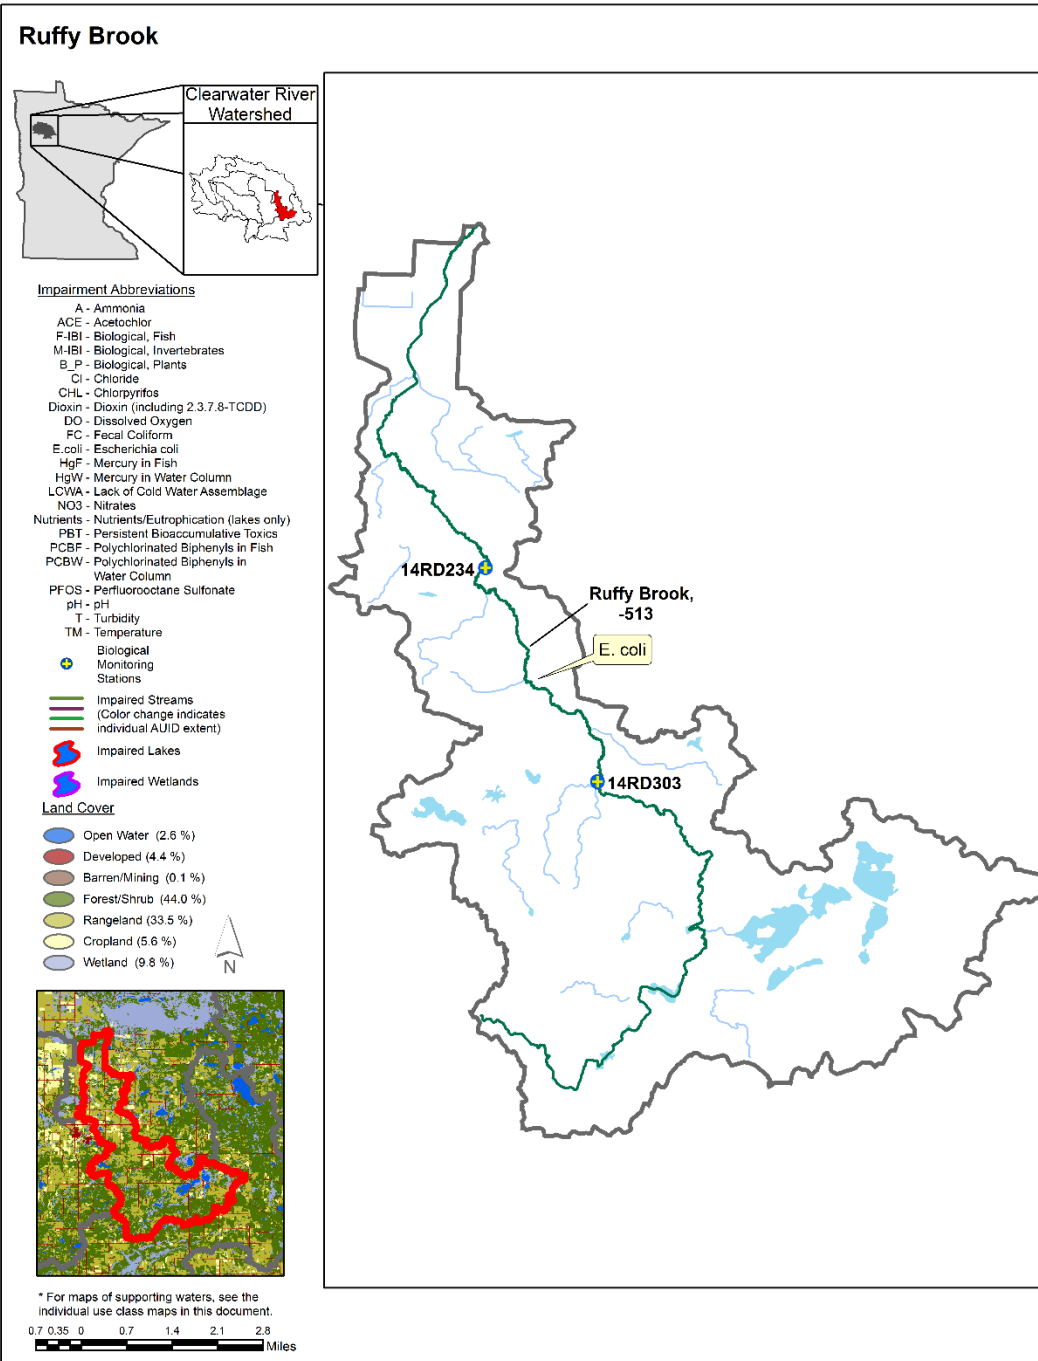 Ruffy Brook
Clearwater River
Watershed
Impairment Abbreviations
A - Ammonia
ACE - Acetochlor
F-IBI - Biological, Fish
M-IBI - Biological, Invertebrates
B_P - Biological, Plants
Cl - Chloride
CHL - Chlorpyrifos
Dioxin - Dioxin (including 2.3.7.8-TCDD)
DO - Dissolved Oxygen
FC - Fecal Coliform
E.coli - Escherichia coli
HgF - Mercury in Fish
HgW - Mercury in Water Column
LCWA - Lack of Cold Water Assemblage
NO3 - Nitrates
Nutrients - Nutrients/Eutrophication (lakes only)
PBT - Persistent Bioaccumulative Toxics
PCBF - Polychlorinated Biphenyls in Fish
PCBW - Polychlorinated Biphenyls in
Water Column
PFOS - Perfluorooctane Sulfonate
pH - pH
T - Turbidity
TM - Temperature
Biological
Monitoring
Stations
Impaired Streams
(Color change indicates
individual AUID extent)
Impaired Lakes
Impaired Wetlands
Land Cover
Open Water (2.6 %)
Developed (4.4 %)
Barren/Mining (0.1 %)
Forest/Shrub (44.0 %)
Rangeland (33.5 %)
Cropland (5.6 %)
Wetland (9.8 %)
N
* For maps of supporting waters, see the
individual use class maps in this document.
0.7 0.35 0 0.7 1.4 2.1 2.8
Miles
14RD234
Ruffy Brook,
-513
E. coli
14RD303